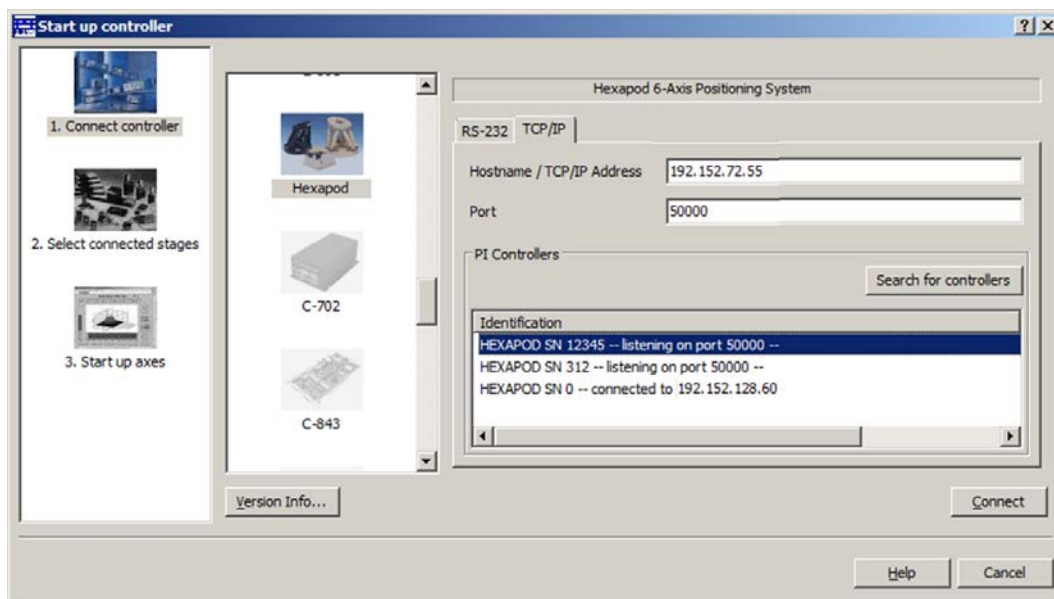 Start up controller
1. Connect controller
2. Select connected stages
3. Start up axes
Hexapod
C-702
C-843
Version Info...
Hexapod 6-Axis Positioning System
RS-232 TCP/IP
Hostname / TCP/IP Address 192.152.72.55
Port 50000
PI Controllers
Search for controllers
Identification
HEXAPOD SN 12345 -- listening on port 50000 --
HEXAPOD SN 312 -- listening on port 50000 --
HEXAPOD SN 0 -- connected to 192.152.128.60
Connect
Help Cancel